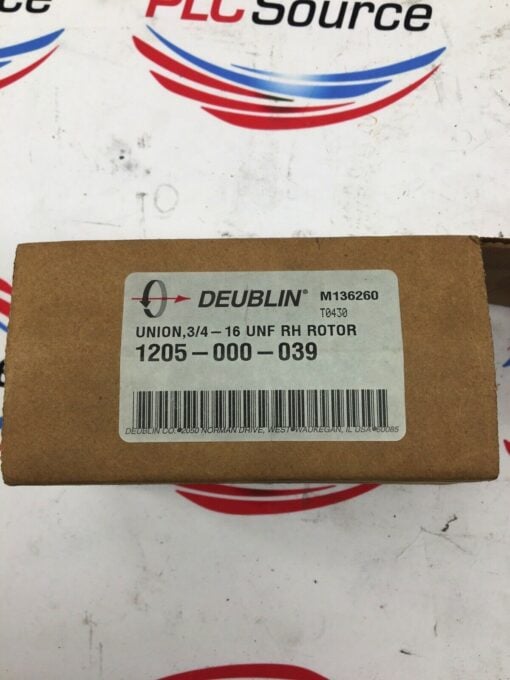 PLC Source
DEUBLIN® M136260
T0430
UNION,3/4-16 UNF RH ROTOR
1205-000-039
DEUBLIN CO.•2050 NORMAN DRIVE, WEST•WAUKEGAN, IL USA•60085